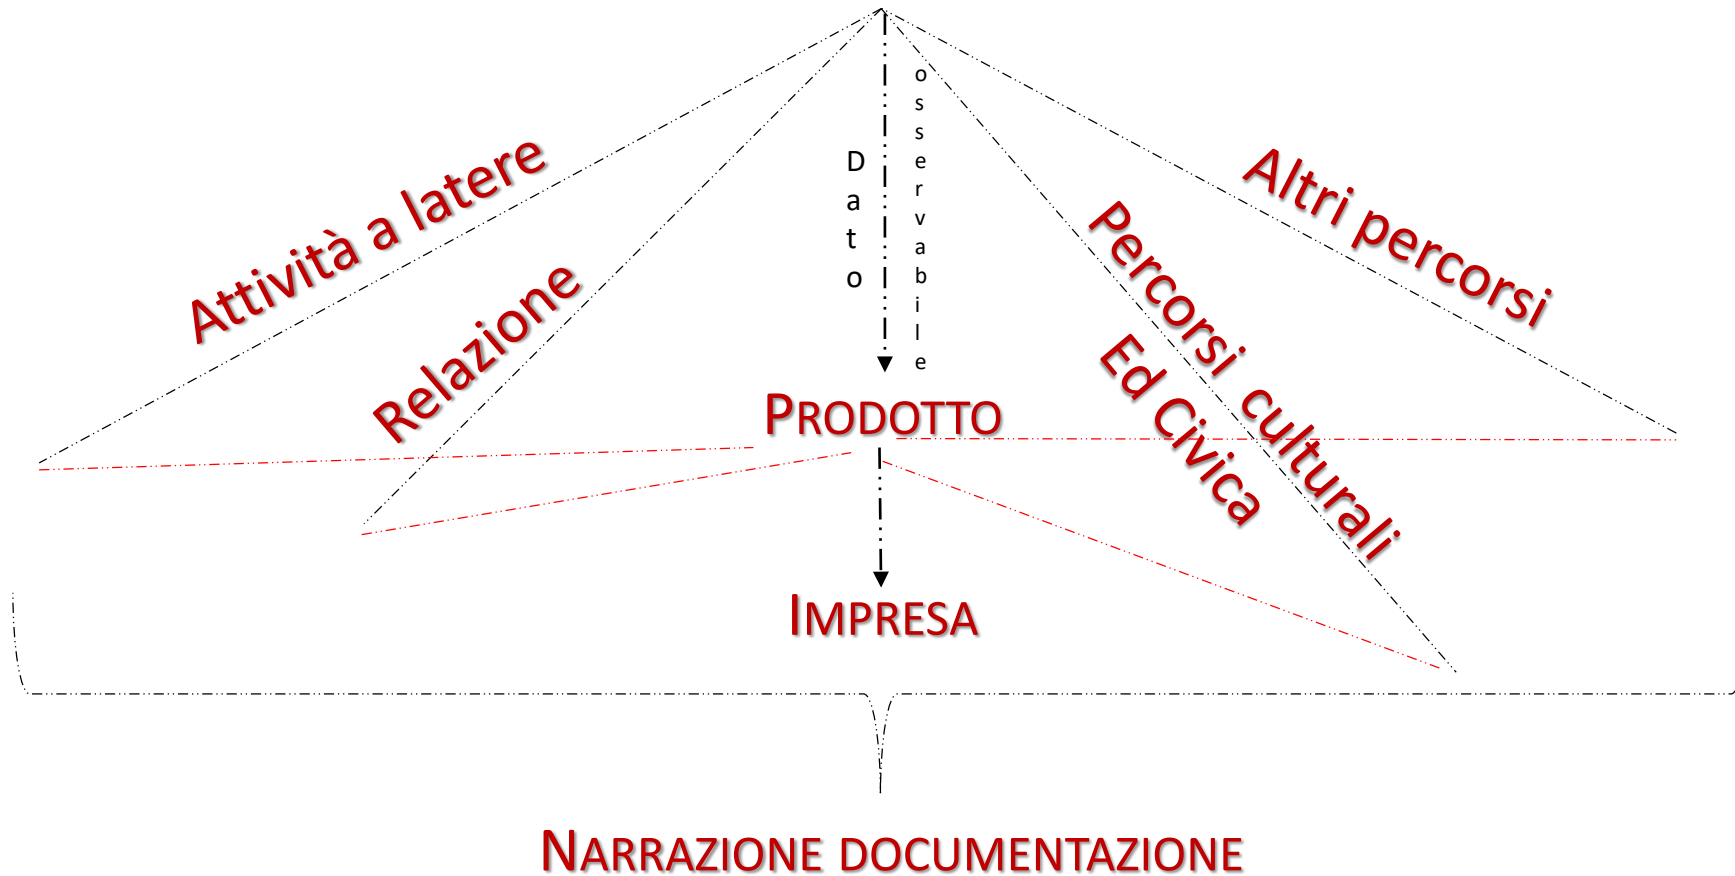 Attività a latere
Relazione
Dato
osservabile
Percorsi culturali
Ed Civica
Altri percorsi
PRODOTTO
IMPRESA
NARRAZIONE DOCUMENTAZIONE